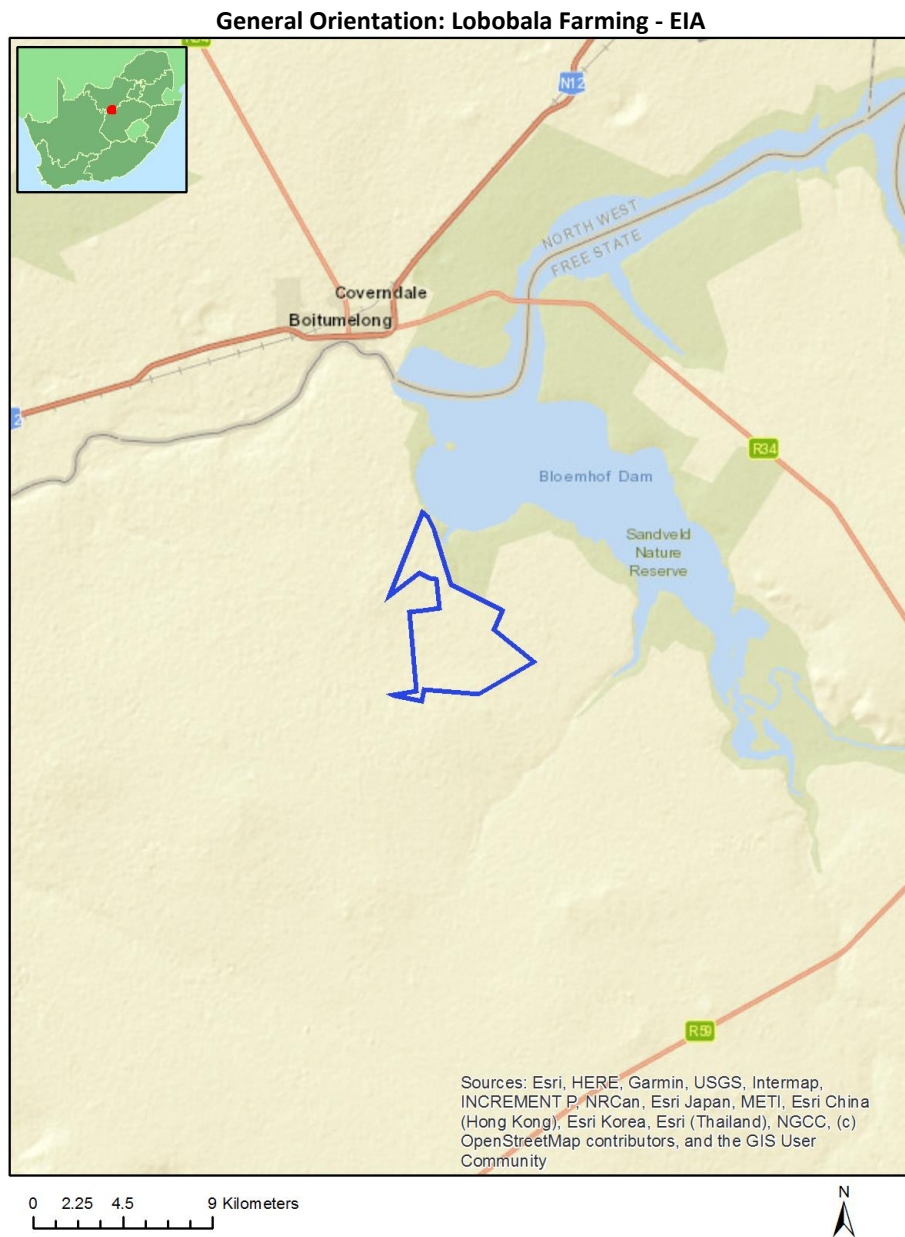 General Orientation: Lobobala Farming - EIA
N12
NORTH WEST
FREE STATE
Coverndale
Boitumelong
R34
Bloemhof Dam
Sandveld
Nature
Reserve
R59
Sources: Esri, HERE, Garmin, USGS, Intermap,
INCREMENT P, NRCan, Esri Japan, METI, Esri China
(Hong Kong), Esri Korea, Esri (Thailand), NGCC, (c)
OpenStreetMap contributors, and the GIS User
Community
0 2.25 4.5 9 Kilometers
N